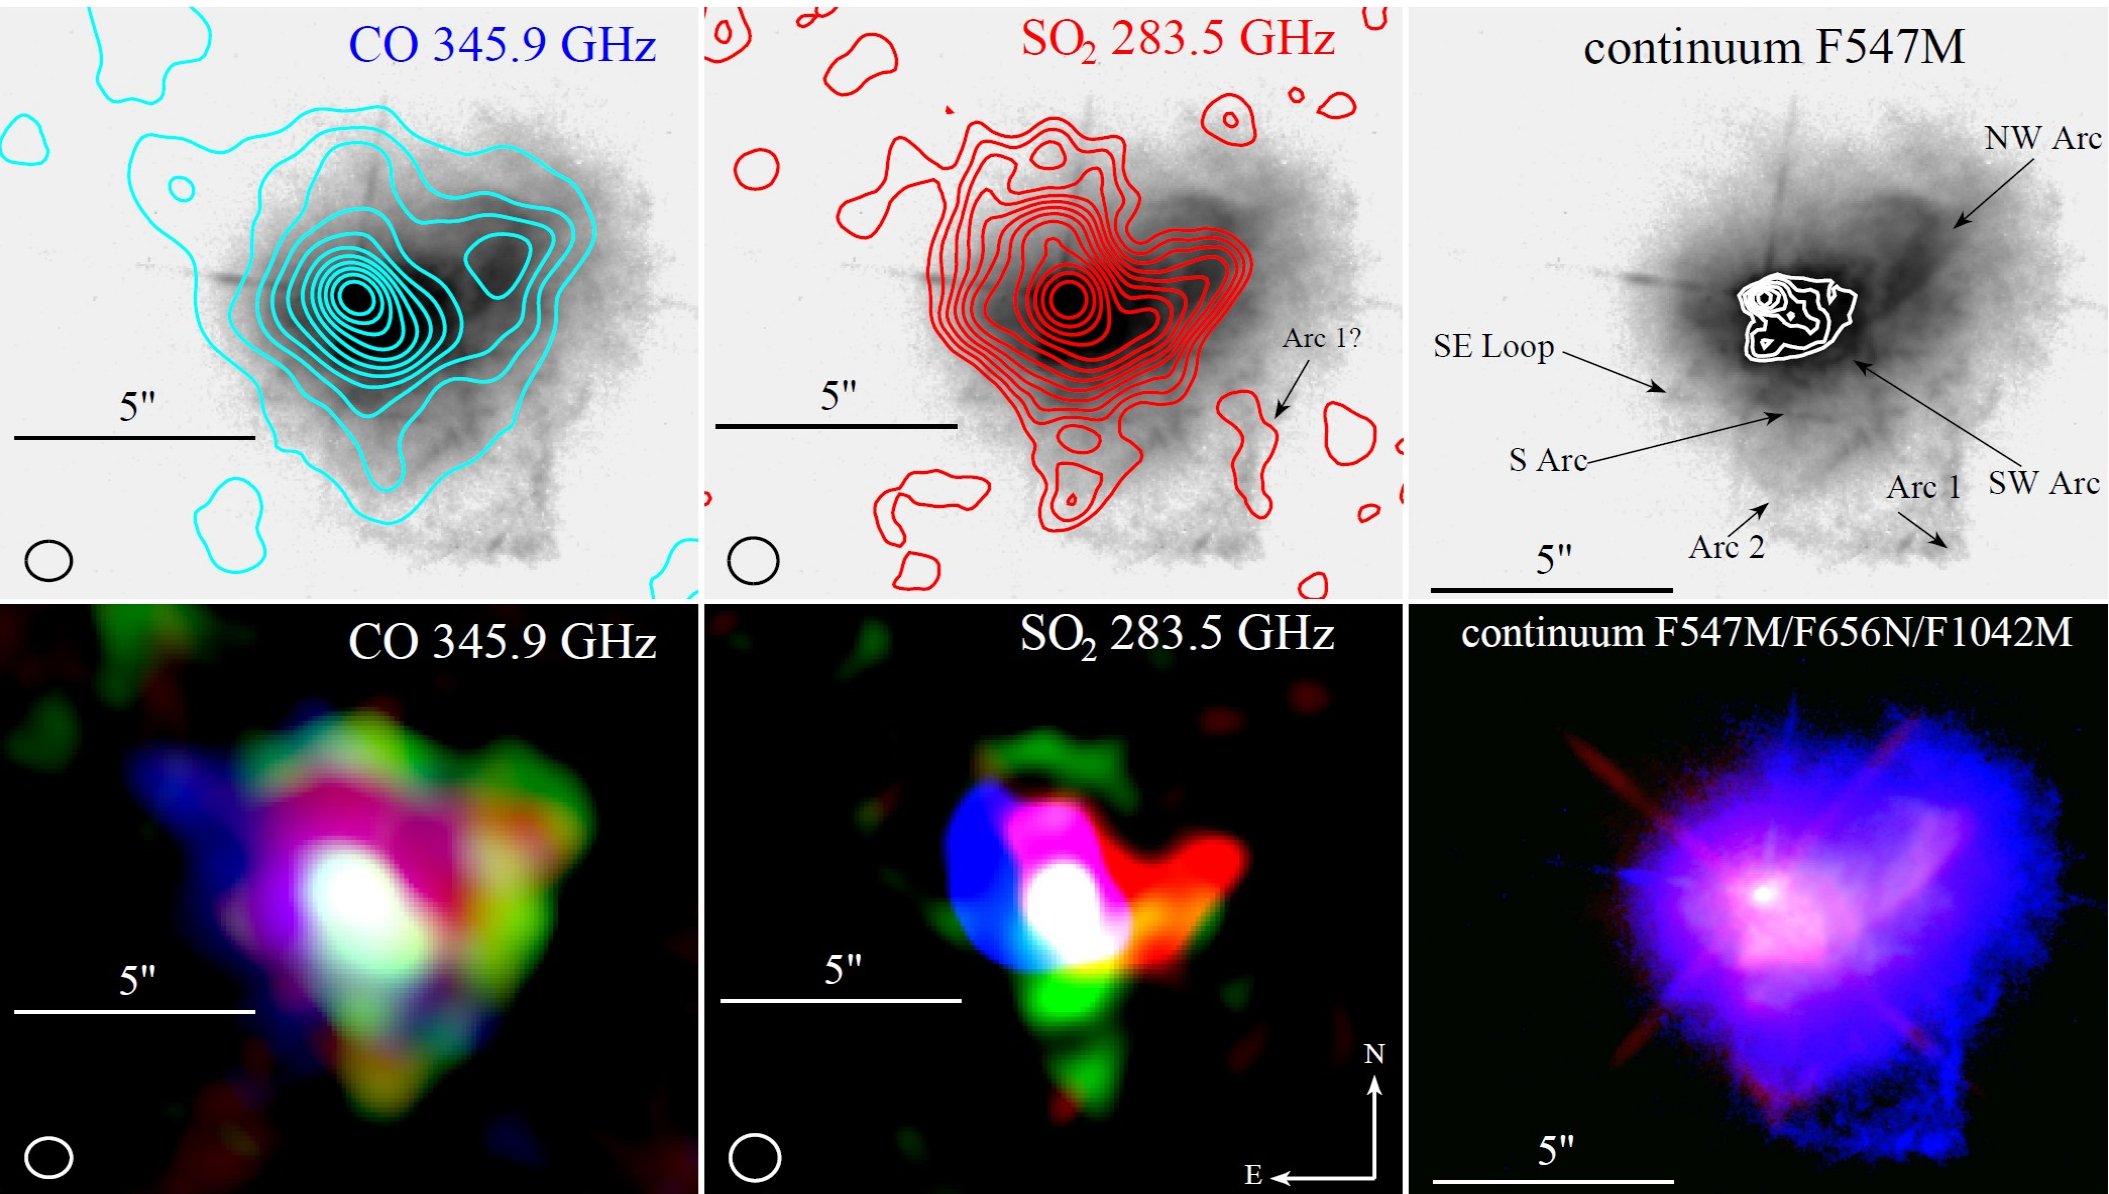 CO 345.9 GHz
5"
SO₂ 283.5 GHz
Arc 1?
5"
continuum F547M
NW Arc
SE Loop
S Arc
SW Arc
Arc 1
Arc 2
5"
CO 345.9 GHz
5"
SO₂ 283.5 GHz
5"
N
E
continuum F547M/F656N/F1042M
5"